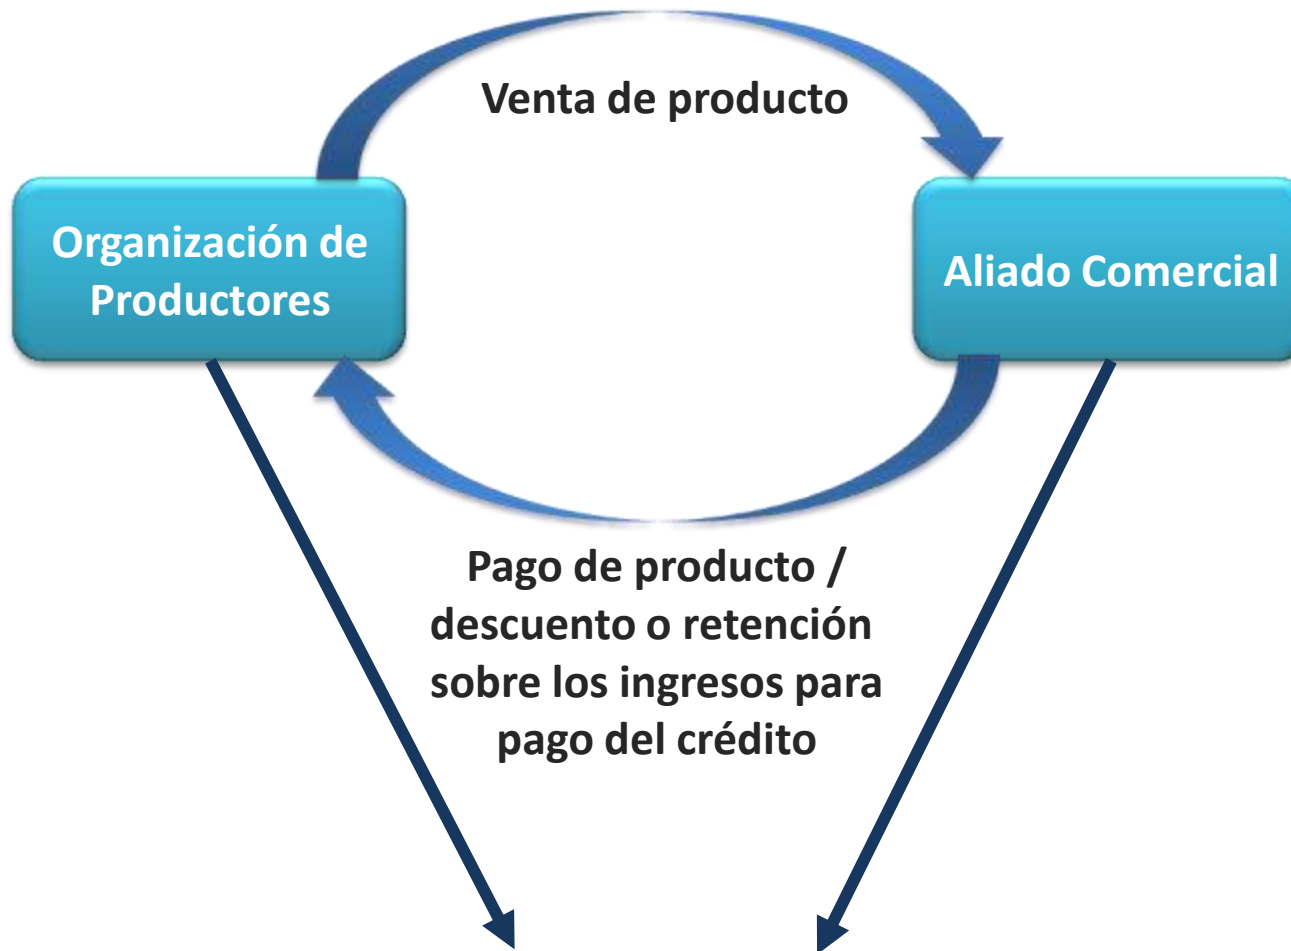 Venta de producto
Organización de
Productores
Aliado Comercial
Pago de producto /
descuento o retención
sobre los ingresos para
pago del crédito